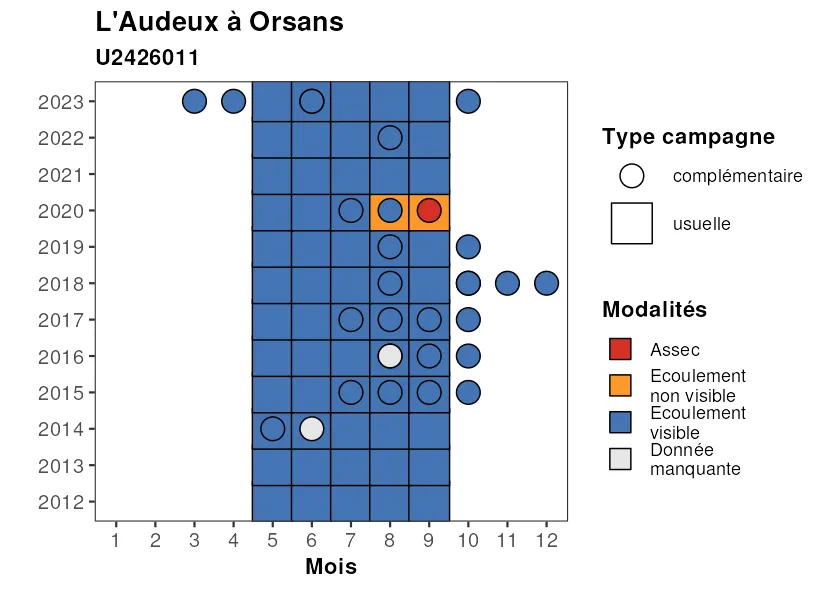 L'Audeux à Orsans
U2426011
2023
2022
2021
2020
2019
2018
2017
2016
2015
2014
2013
2012
1 2 3 4 5 6 7 8 9 10 11 12
Mois
Type campagne
complémentaire
usuelle
Modalités
Assec
Ecoulement
non visible
Ecoulement
visible
Donnée
manquante